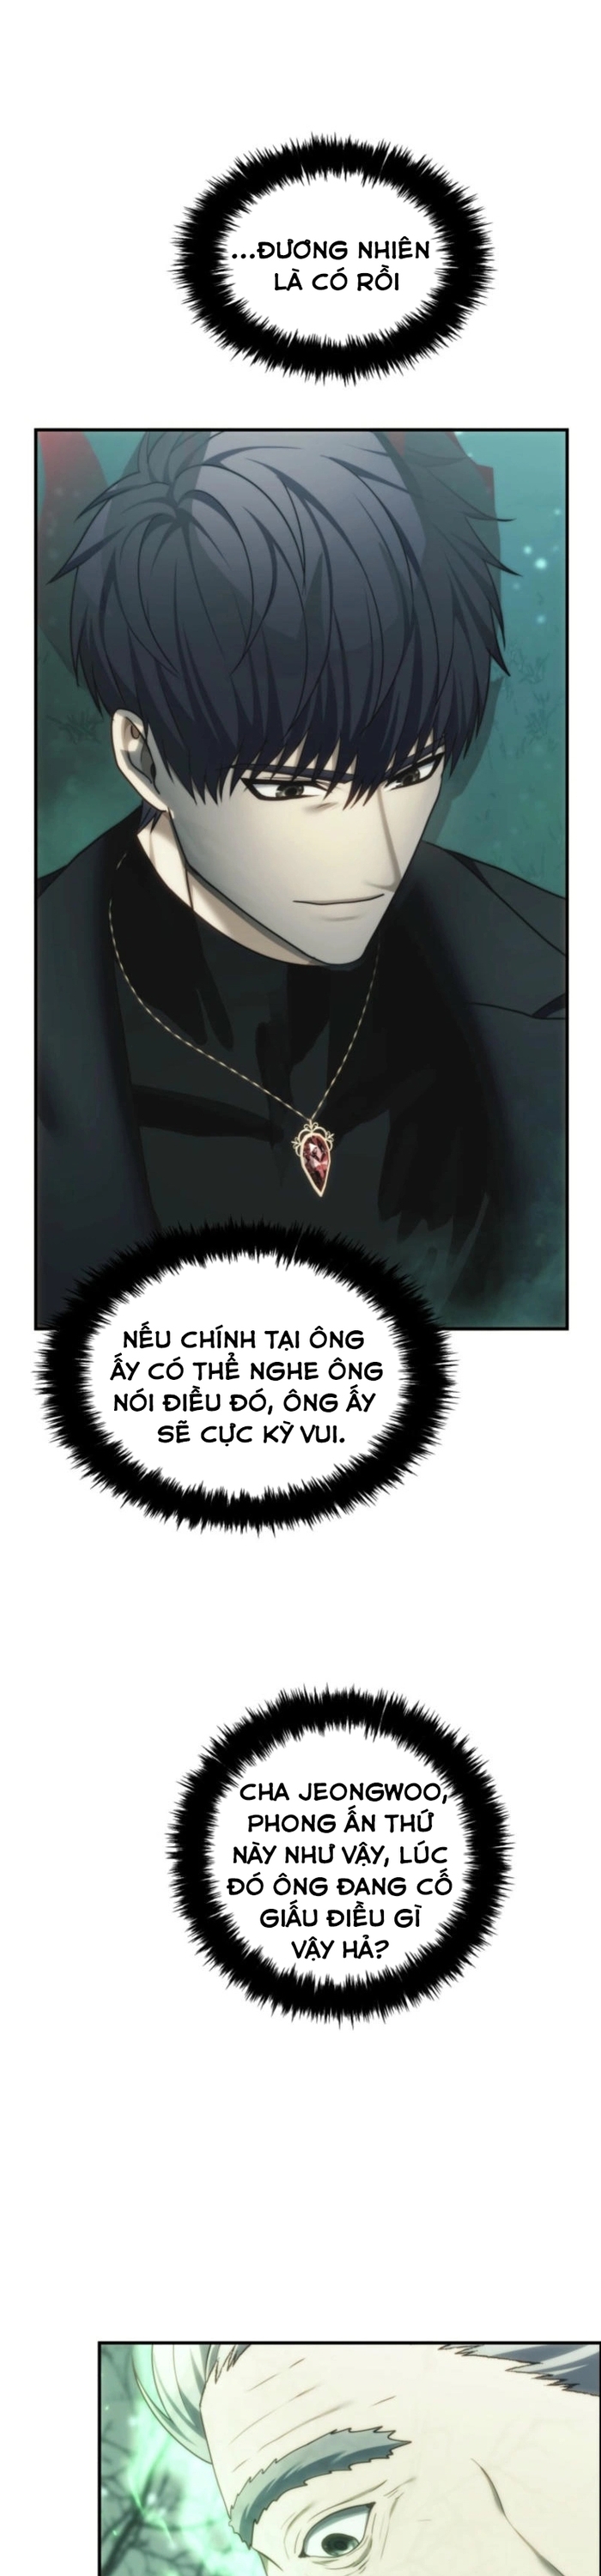 ...ĐƯƠNG NHIÊN
LÀ CÓ RỒI
NẾU CHÍNH TẠI ÔNG
ẤY CÓ THỂ NGHE ÔNG
NÓI ĐIỀU ĐÓ, ÔNG ẤY
SẼ CỰC KỲ VUI.
CHA JEONGWOO,
PHONG ẤN THỨ
NÀY NHƯ VẬY, LÚC
ĐÓ ÔNG ĐANG CỐ
GIẤU ĐIỀU GÌ
VẬY HẢ?